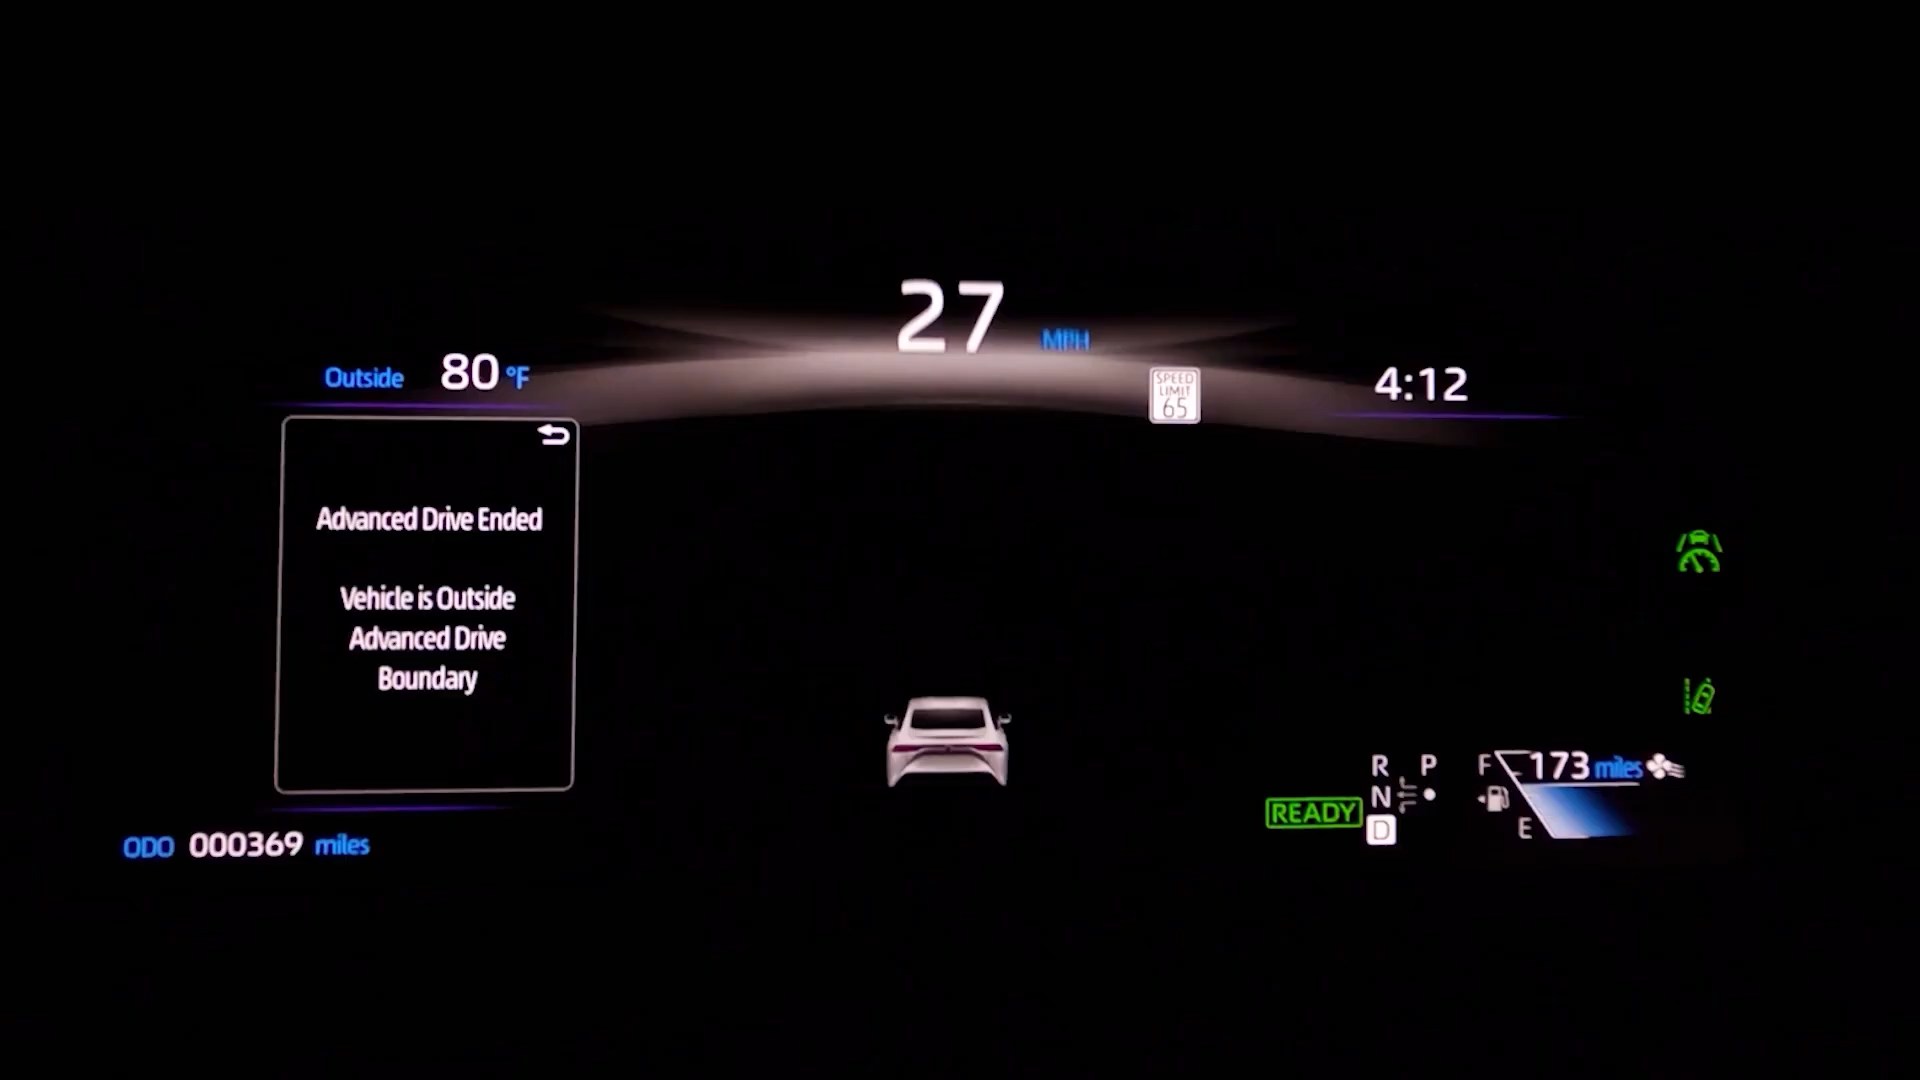 27 MPH
Outside 80 °F
SPEED
LIMIT
65
4:12
Advanced Drive Ended
Vehicle is Outside
Advanced Drive
Boundary
R P
N
D
READY
F 173 miles
E
ODO 000369 miles